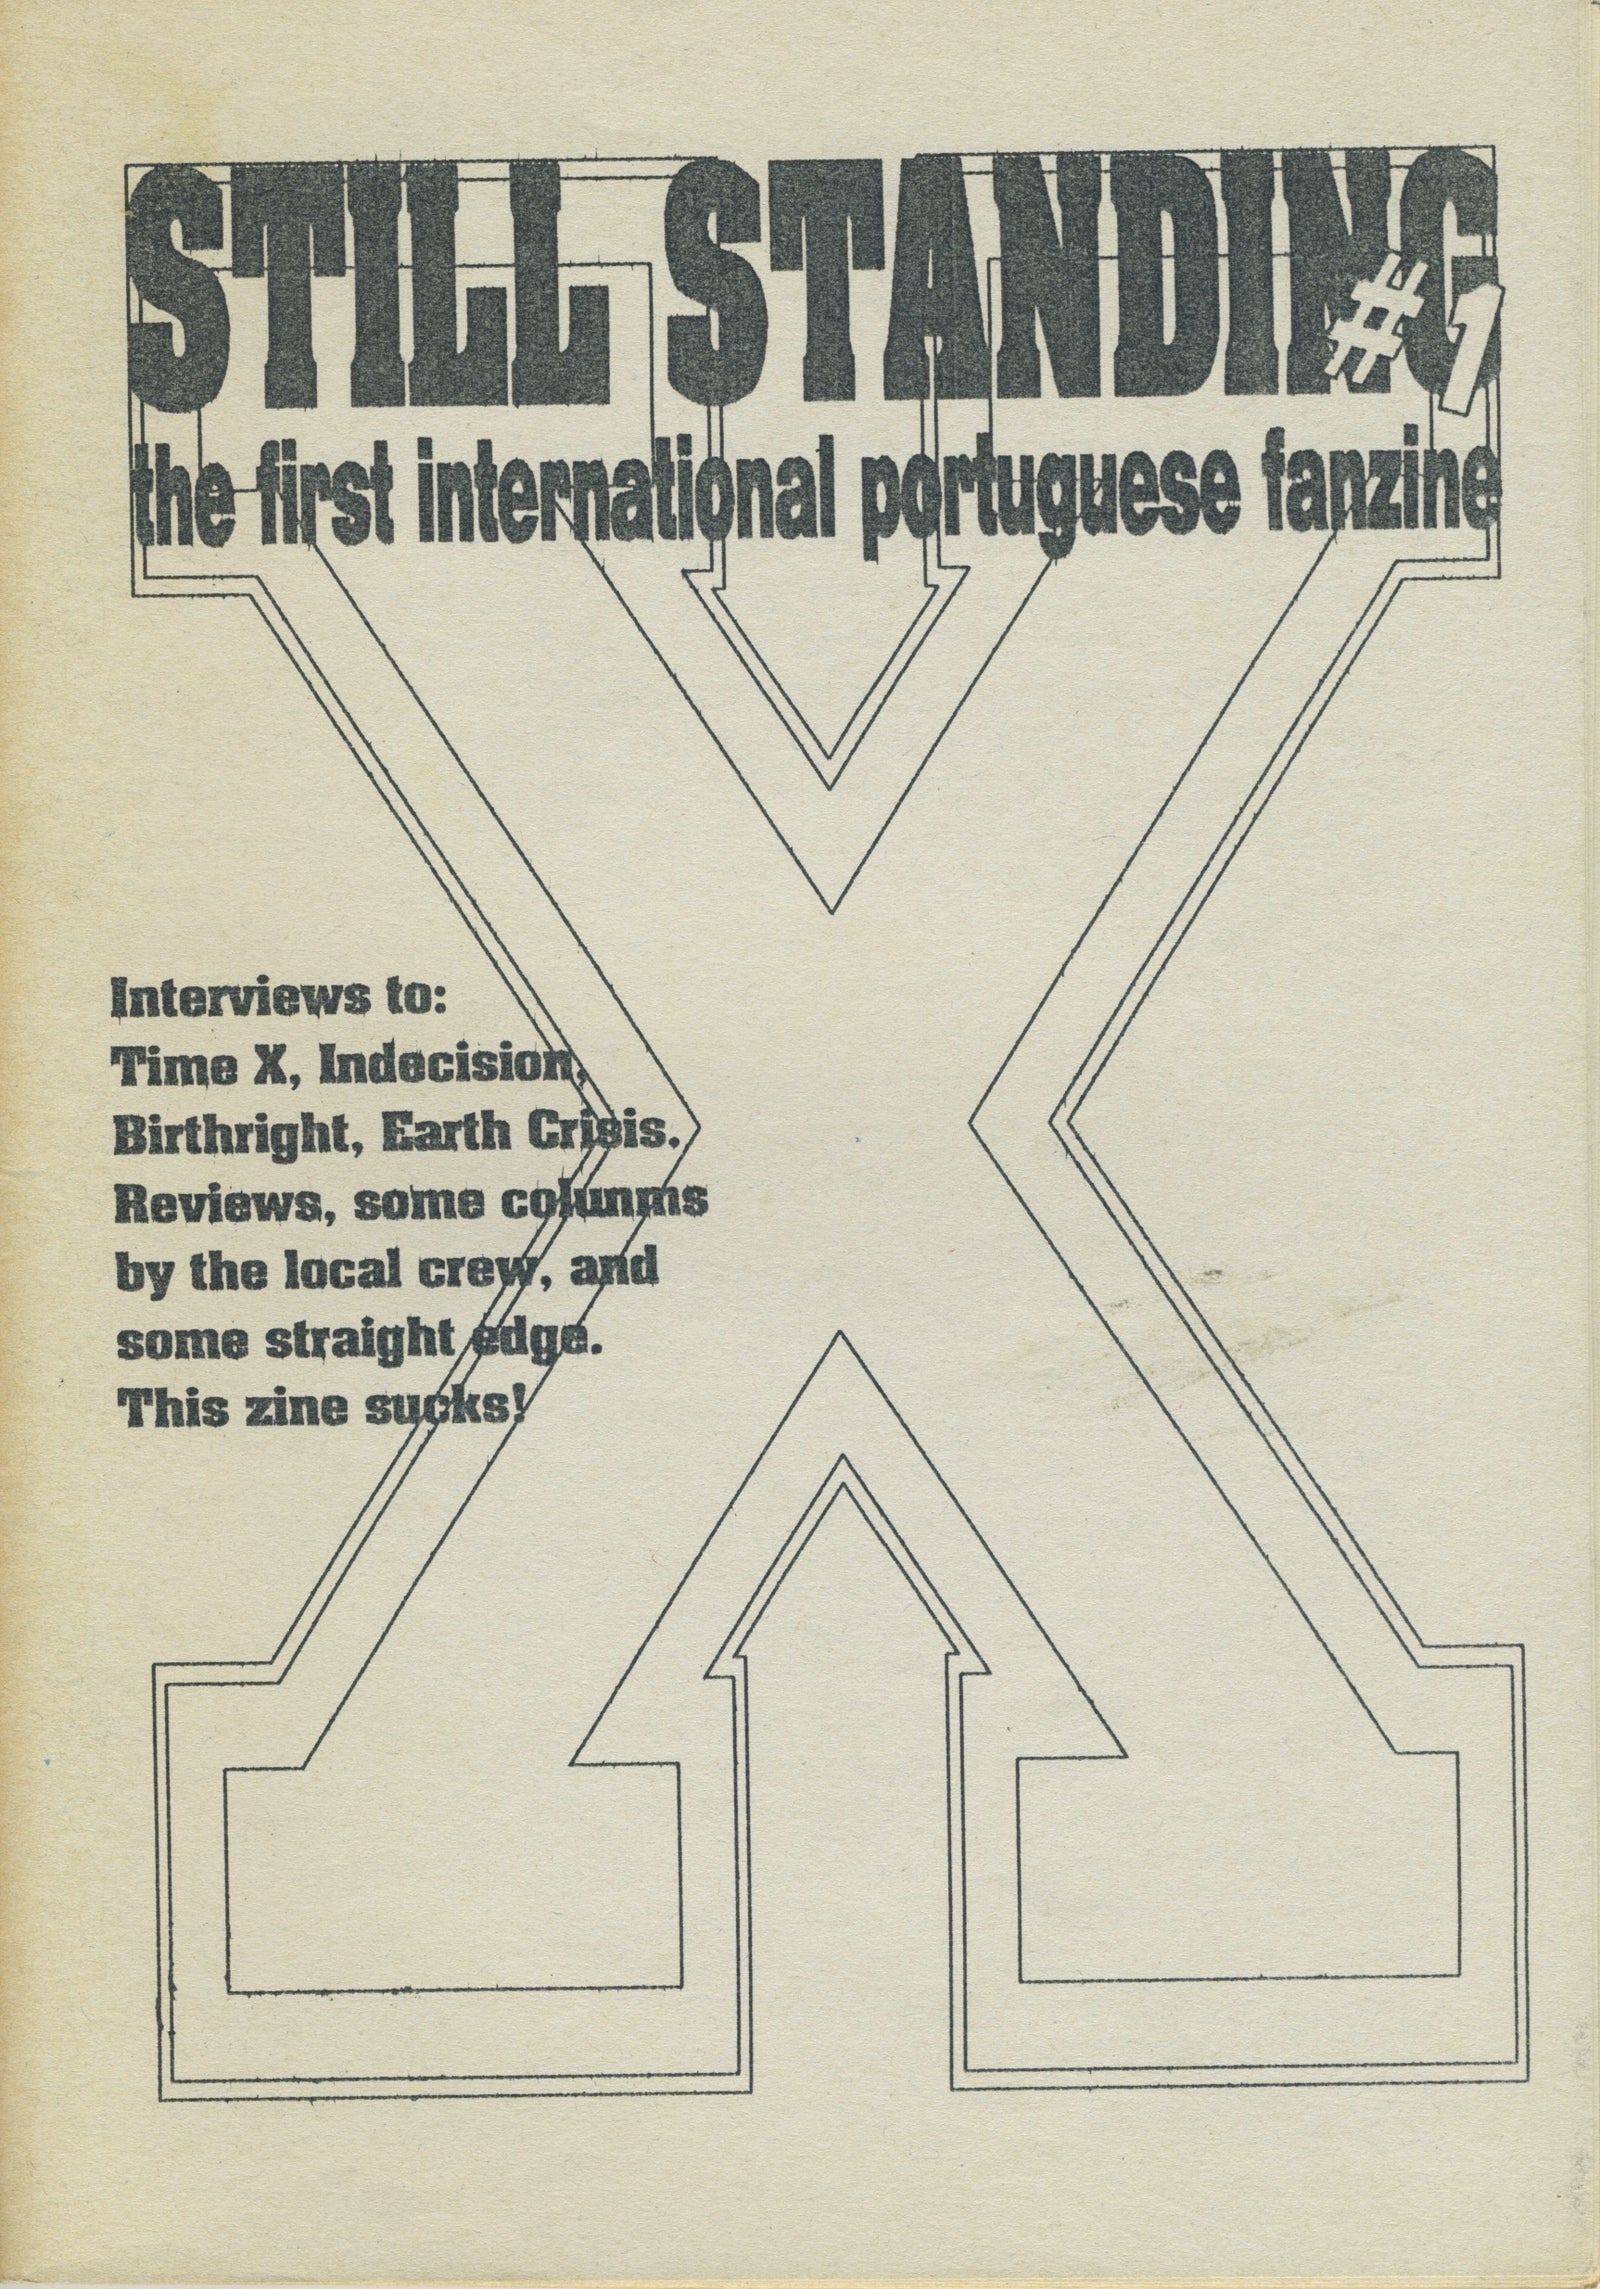 STILL STANDING
#1
the first international portuguese fanzine
Interviews to:
Time X, Indecision,
Birthright, Earth Crisis.
Reviews, some colunms
by the local crew, and
some straight edge.
This zine sucks!
X